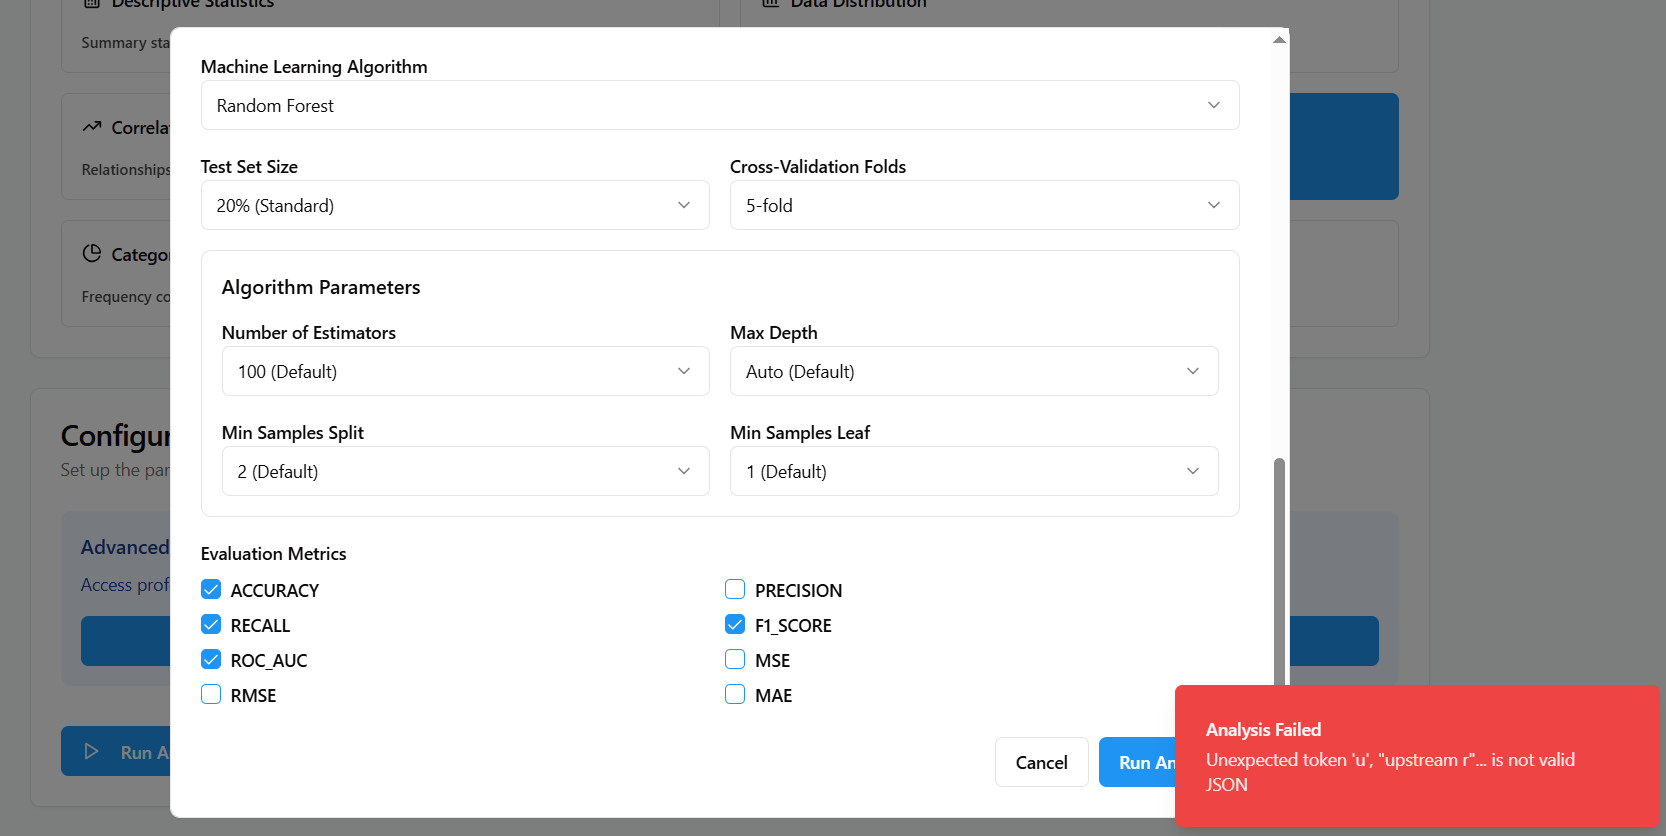 Descriptive Statistics
Data Distribution
Summary sta
Machine Learning Algorithm
Random Forest
Correla
Relationships
Test Set Size
Cross-Validation Folds
20% (Standard)
5-fold
Catego
Frequency co
Algorithm Parameters
Number of Estimators
Max Depth
100 (Default)
Auto (Default)
Min Samples Split
Min Samples Leaf
2 (Default)
1 (Default)
Configur
Set up the par
Advanced
Access prof
Evaluation Metrics
ACCURACY
PRECISION
RECALL
F1_SCORE
ROC_AUC
MSE
RMSE
MAE
Run A
Cancel
Run An
Analysis Failed
Unexpected token 'u', "upstream r"... is not valid
JSON